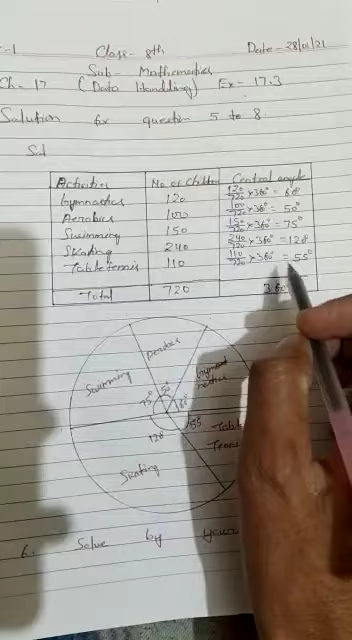 -1 Class- 8th Date- 28/01/21
Sub- Mathematics
Ch- 17 (Data Handling) Ex- 17.3
Solution for question 5 to 8.
Sol
Activities No. of Children Central angle
Gymnastics 120 120/720 × 360° = 60°
Aerobics 100 100/720 × 360° = 50°
Swimming 150 150/720 × 360° = 75°
Skating 240 240/720 × 360° = 120°
Table tennis 110 110/720 × 360° = 55°
Total 720 360
Aerobics
Swimming
Gymnastics
75° 50° 60°
120° 55° Table
Tennis
Skating
6. Solve by your